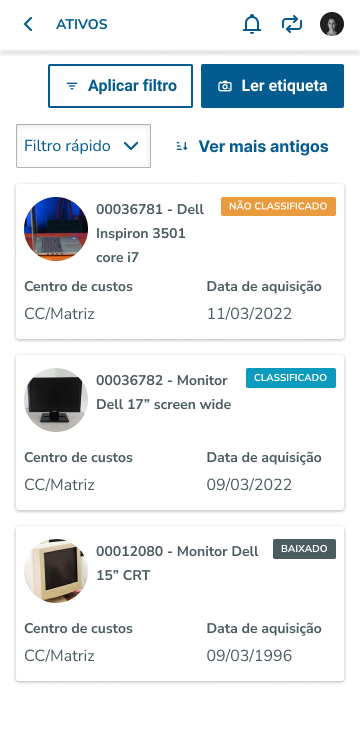 ATIVOS
Aplicar filtro
Ler etiqueta
Filtro rápido
Ver mais antigos
00036781 - Dell
Inspiron 3501
core i7
NÃO CLASSIFICADO
Centro de custos
Data de aquisição
CC/Matriz
11/03/2022
00036782 - Monitor
Dell 17” screen wide
CLASSIFICADO
Centro de custos
Data de aquisição
CC/Matriz
09/03/2022
00012080 - Monitor Dell
15” CRT
BAIXADO
Centro de custos
Data de aquisição
CC/Matriz
09/03/1996